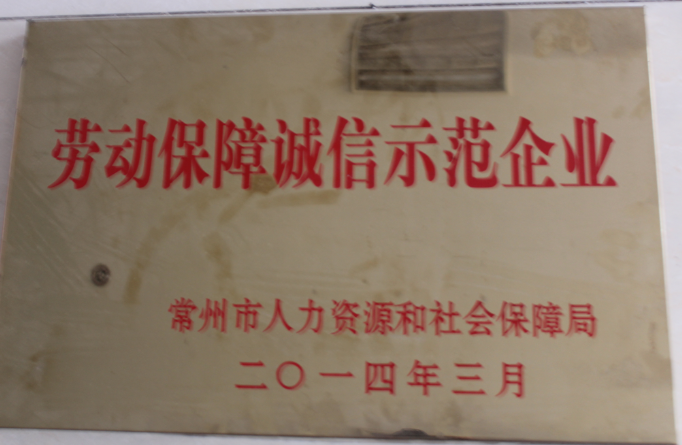 劳动保障诚信示范企业
常州市人力资源和社会保障局
二〇一四年三月